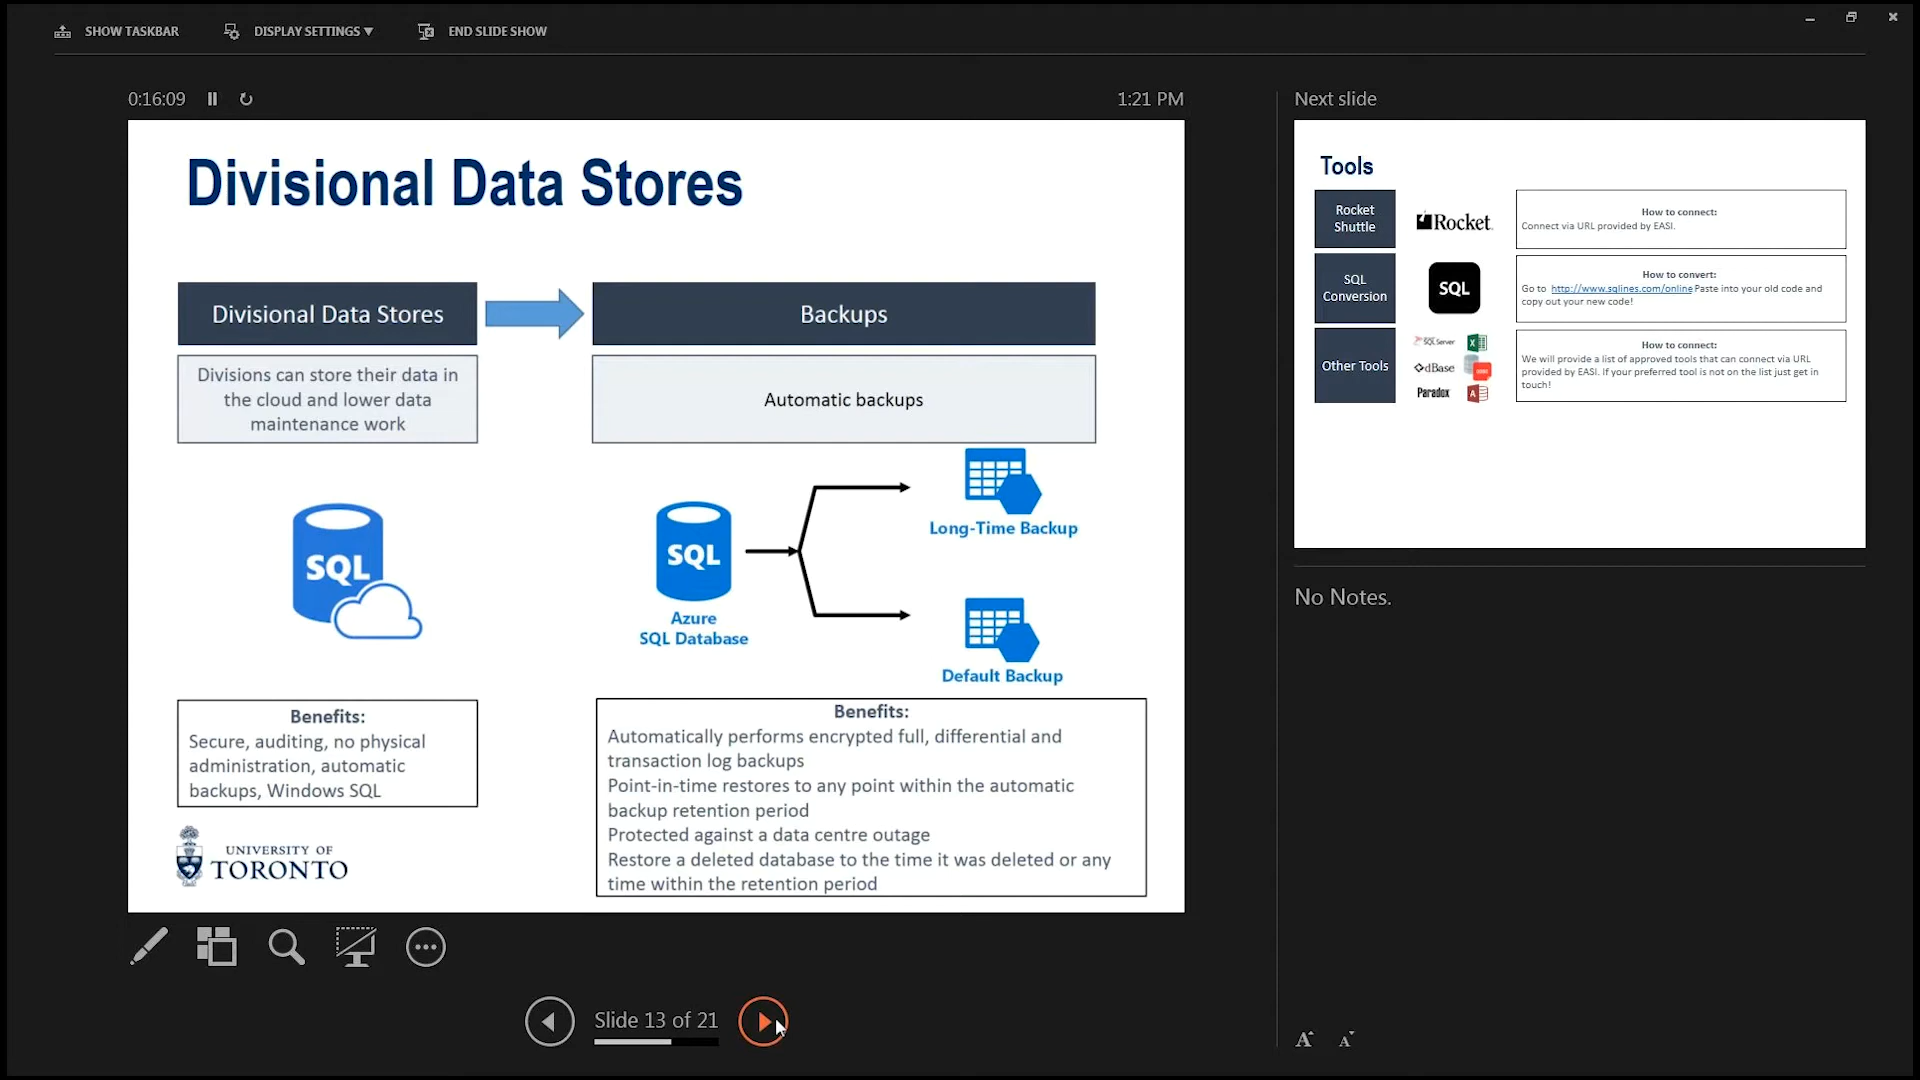 SHOW TASKBAR
DISPLAY SETTINGS ▼
END SLIDE SHOW
0:16:09
1:21 PM
Divisional Data Stores
Divisional Data Stores
Backups
Divisions can store their data in
the cloud and lower data
maintenance work
Automatic backups
SQL
SQL
Azure
SQL Database
Long-Time Backup
Default Backup
Benefits:
Secure, auditing, no physical
administration, automatic
backups, Windows SQL
Benefits:
Automatically performs encrypted full, differential and
transaction log backups
Point-in-time restores to any point within the automatic
backup retention period
Protected against a data centre outage
Restore a deleted database to the time it was deleted or any
time within the retention period
UNIVERSITY OF
TORONTO
Slide 13 of 21
Next slide
Tools
Rocket
Shuttle
Rocket
How to connect:
Connect via URL provided by EASI.
SQL
Conversion
SQL
How to convert:
Go to http://www.sqlines.com/online Paste into your old code and
copy out your new code!
Other Tools
SQL Server
dBase
Paradox
How to connect:
We will provide a list of approved tools that can connect via URL
provided by EASI. If your preferred tool is not on the list just get in
touch!
No Notes.
A
A